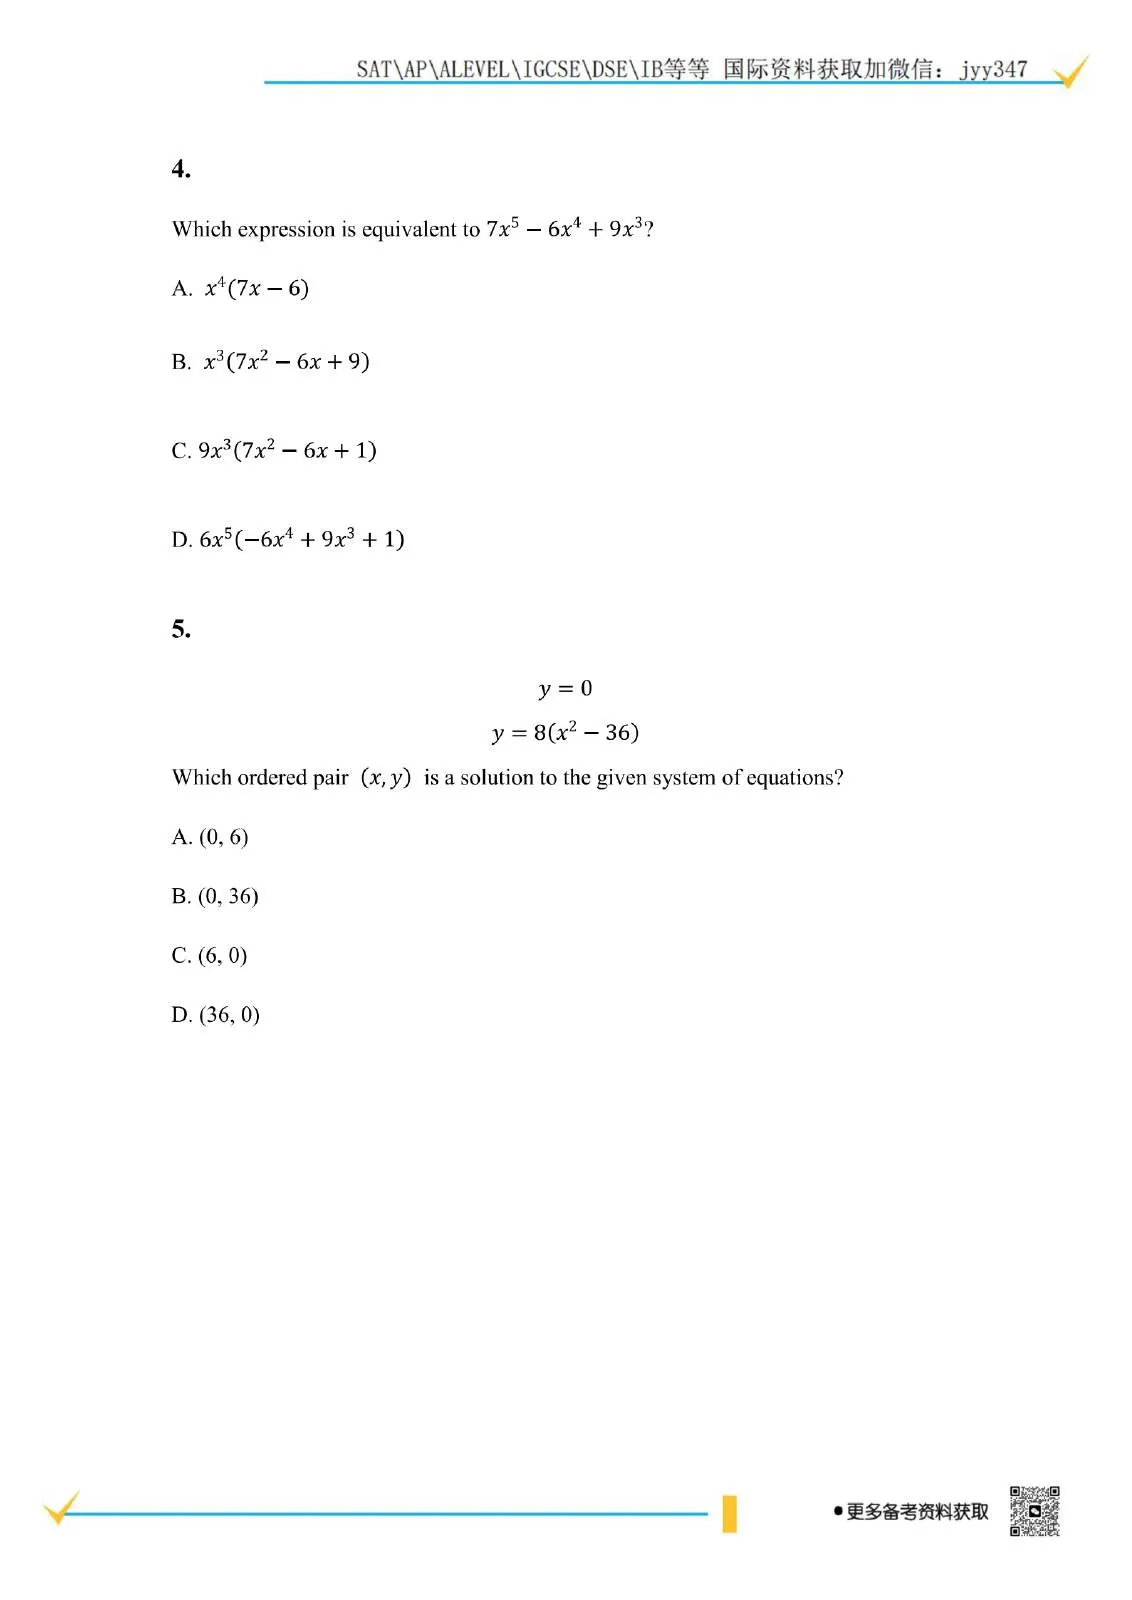 SAT\AP\ALEVEL\IGCSE\DSE\IB等等 国际资料获取加微信：jyy347
4.
Which expression is equivalent to 7x⁵ − 6x⁴ + 9x³?
A. x⁴(7x − 6)
B. x³(7x² − 6x + 9)
C. 9x³(7x² − 6x + 1)
D. 6x⁵(−6x⁴ + 9x³ + 1)
5.
y = 0
y = 8(x² − 36)
Which ordered pair (x, y) is a solution to the given system of equations?
A. (0, 6)
B. (0, 36)
C. (6, 0)
D. (36, 0)
•更多备考资料获取